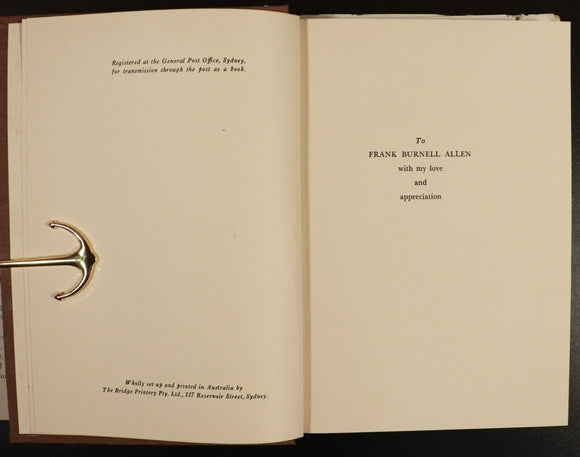 Registered at the General Post Office, Sydney,
for transmission through the post as a book.
Wholly set up and printed in Australia by
The Bridge Printery Pty. Ltd., 117 Reservoir Street, Sydney.
To
FRANK BURNELL ALLEN
with my love
and
appreciation